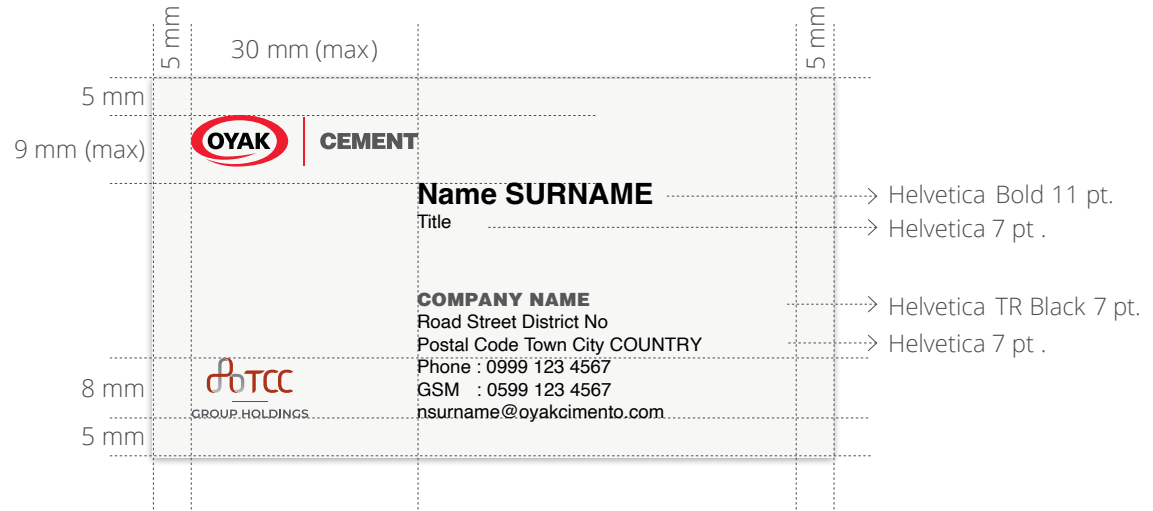 5 mm
5 mm
30 mm (max)
5 mm
9 mm (max)
OYAK
CEMENT
Name SURNAME
Helvetica Bold 11 pt.
Title
Helvetica 7 pt .
COMPANY NAME
Helvetica TR Black 7 pt.
Road Street District No
Postal Code Town City COUNTRY
Helvetica 7 pt .
Phone : 0999 123 4567
GSM : 0599 123 4567
nsurname@oyakcimento.com
8 mm
TCC
GROUP HOLDINGS
5 mm